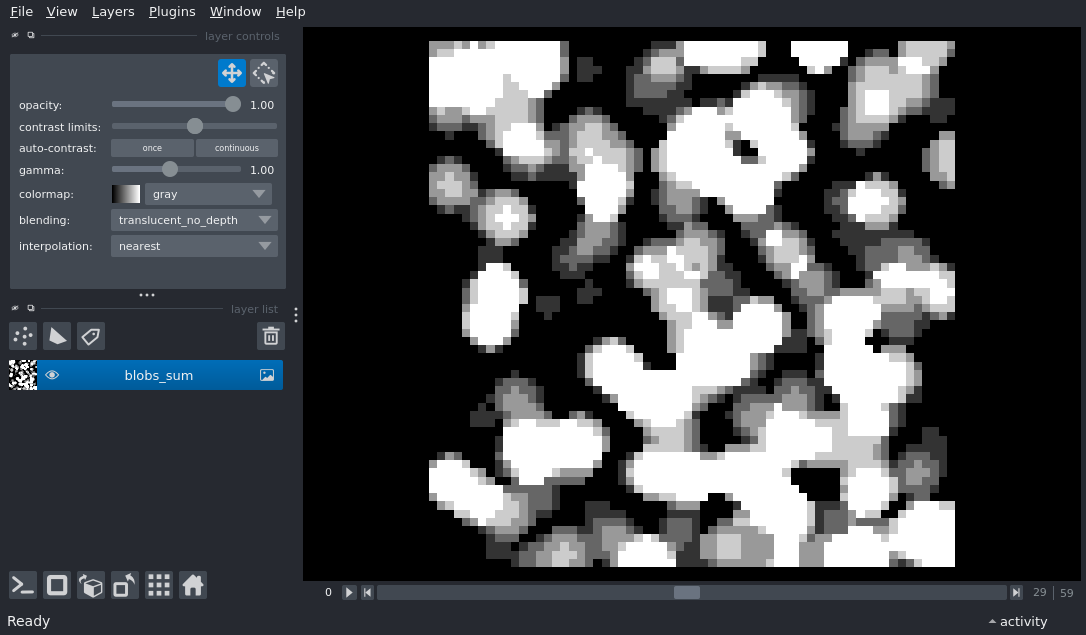 File View Layers Plugins Window Help
layer controls
opacity: 1.00
contrast limits:
auto-contrast: once continuous
gamma: 1.00
colormap: gray
blending: translucent_no_depth
interpolation: nearest
layer list
blobs_sum
0 29 59
Ready activity